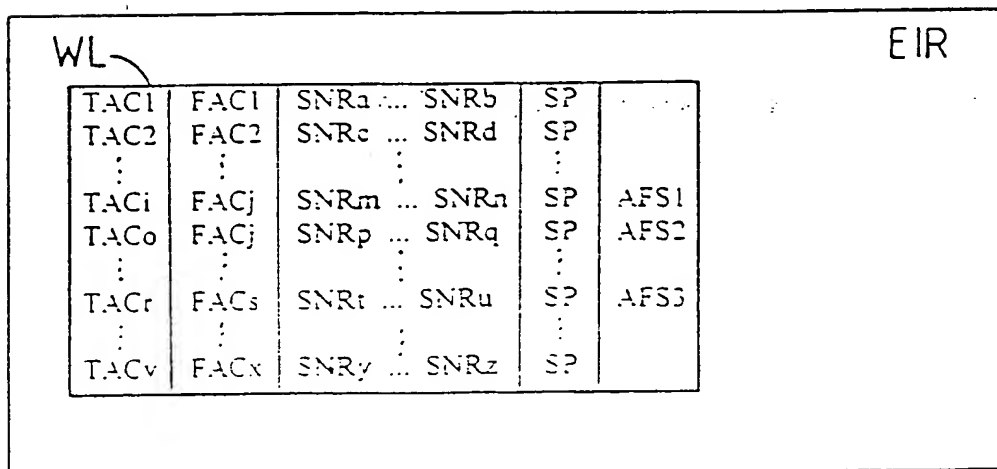 WL EIR
TAC1 FAC1 SNRa ... SNRb SP
TAC2 FAC2 SNRc ... SNRd SP
TACi FACj SNRm ... SNRn SP AFS1
TACo FACj SNRp ... SNRq SP AFS2
TACr FACs SNRt ... SNRu SP AFS3
TACv FACx SNRy ... SNRz SP